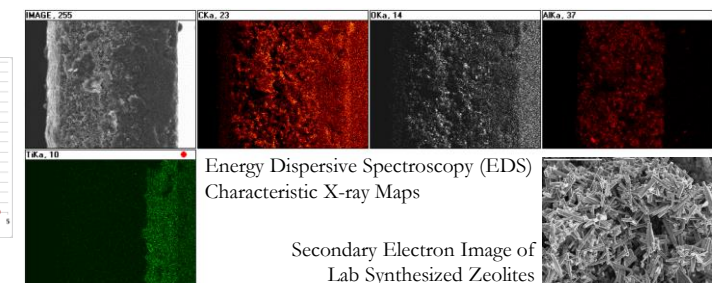 IMAGE, 255
CKa, 23
OKa, 14
AlKa, 37
TiKa, 10
Energy Dispersive Spectroscopy (EDS)
Characteristic X-ray Maps
Secondary Electron Image of
Lab Synthesized Zeolites
s